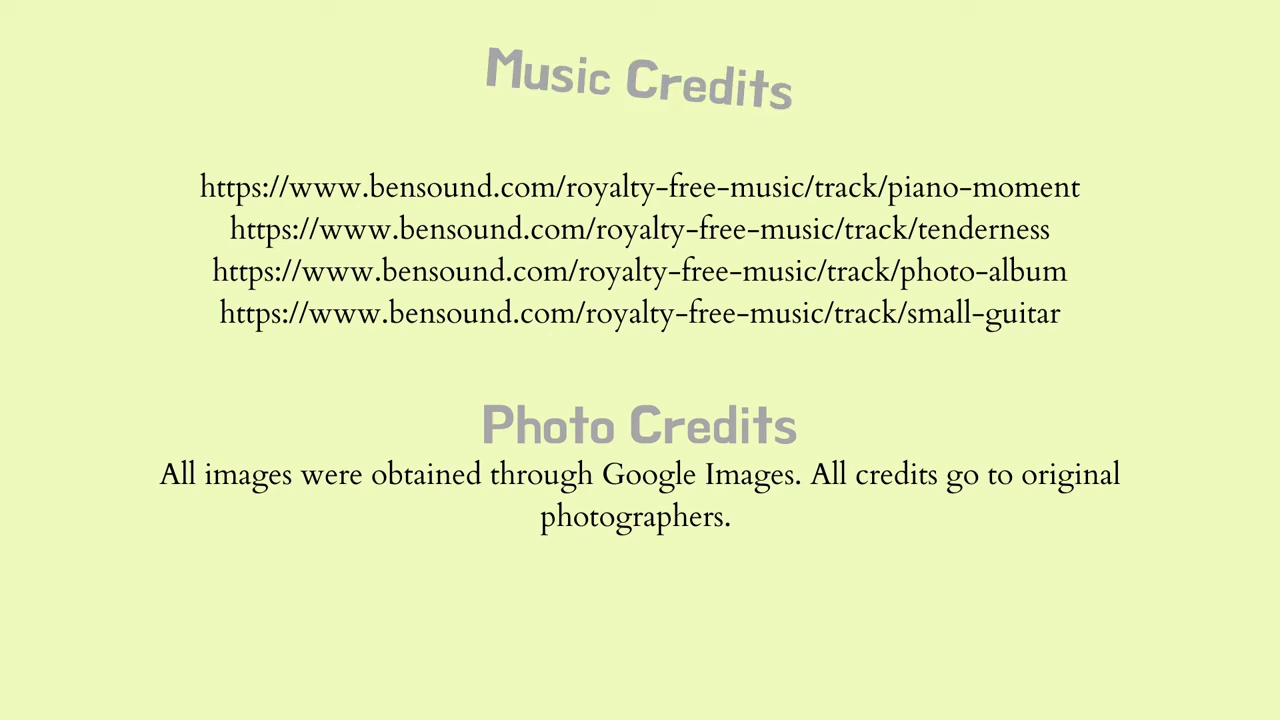 Music Credits
https://www.bensound.com/royalty-free-music/track/piano-moment
https://www.bensound.com/royalty-free-music/track/tenderness
https://www.bensound.com/royalty-free-music/track/photo-album
https://www.bensound.com/royalty-free-music/track/small-guitar
Photo Credits
All images were obtained through Google Images. All credits go to original
photographers.